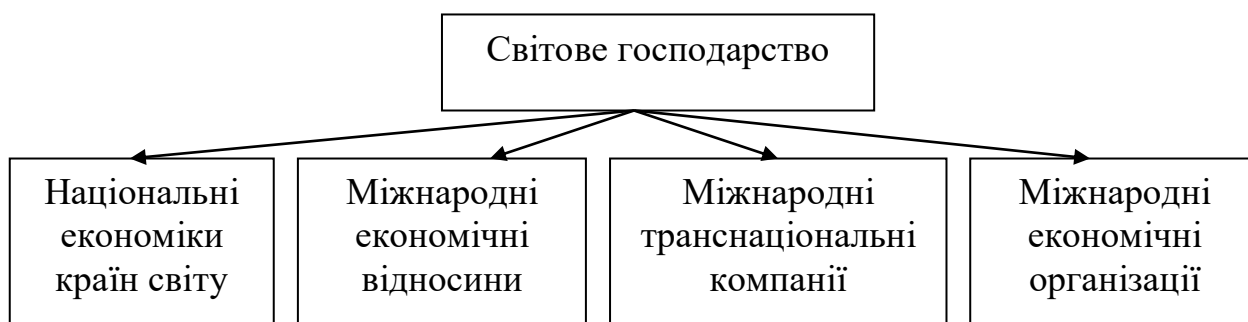 Світове господарство
Національні
економіки
країн світу
Міжнародні
економічні
відносини
Міжнародні
транснаціональні
компанії
Міжнародні
економічні
організації